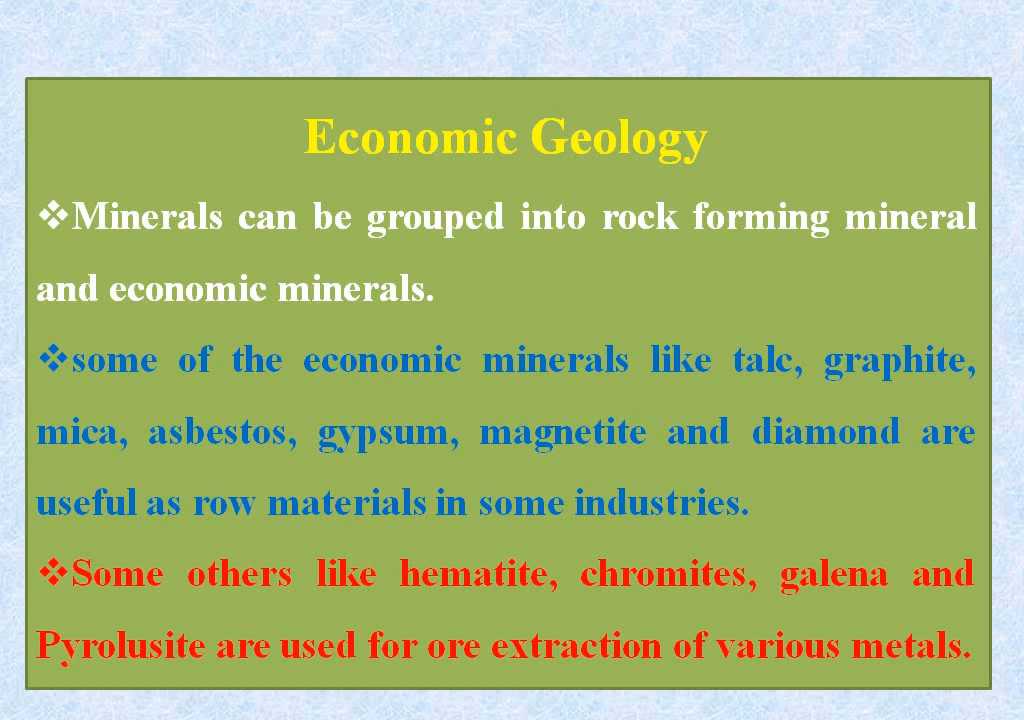 Economic Geology
❖Minerals can be grouped into rock forming mineral
and economic minerals.
❖some of the economic minerals like talc, graphite,
mica, asbestos, gypsum, magnetite and diamond are
useful as row materials in some industries.
❖Some others like hematite, chromites, galena and
Pyrolusite are used for ore extraction of various metals.